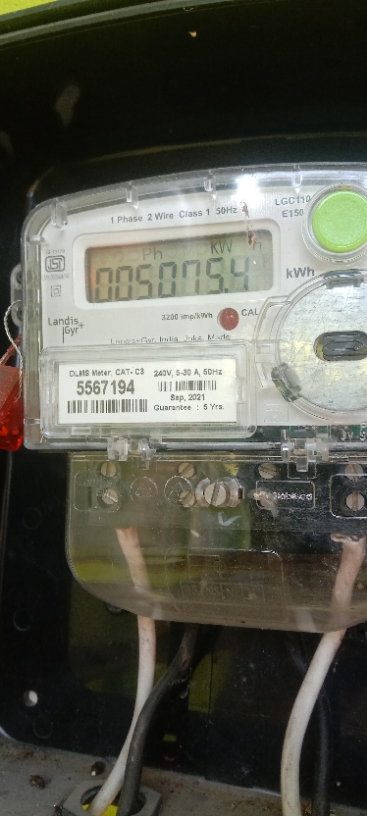 LGC110
E150
1 Phase 2 Wire Class 1 50Hz
Ph KW h
005075.4
kWh
3200 imp/kWh
CAL
Landis
Gyr+
DLMS Meter, CAT- C3
5567194
240V, 5-30 A, 50Hz
Sep, 2021
Guarantee : 5 Yrs.